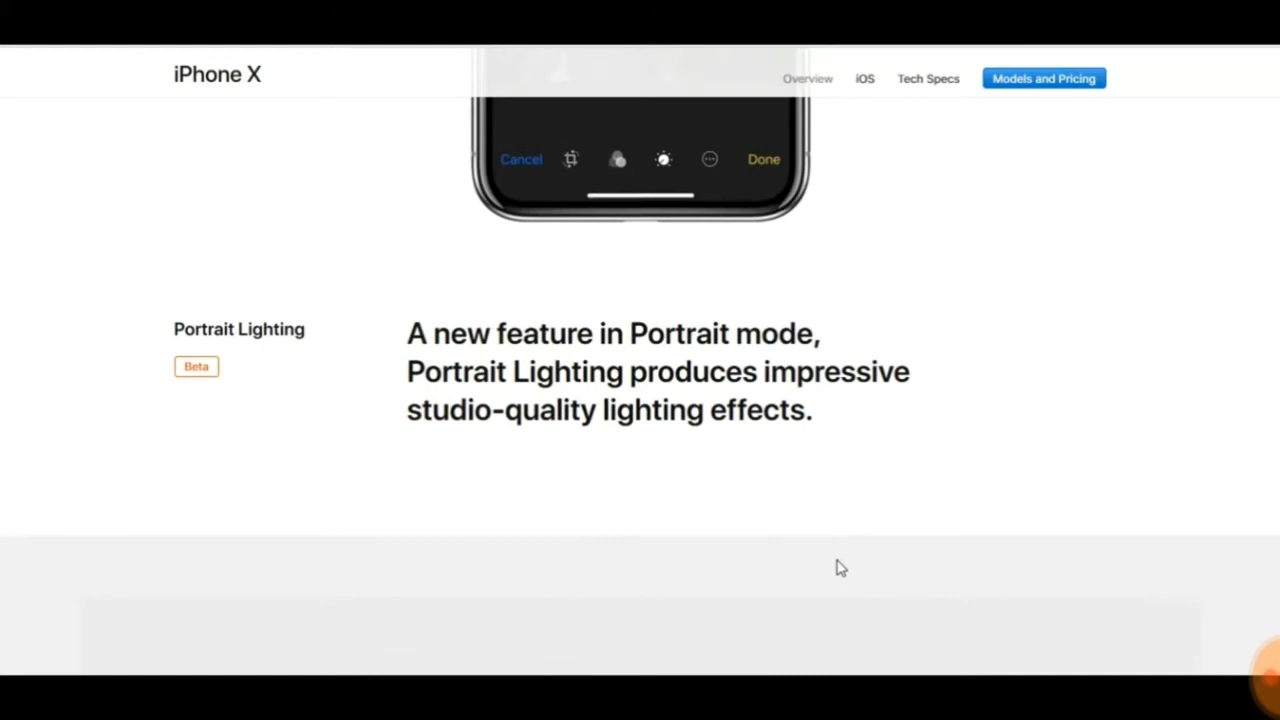 iPhone X
Overview iOS Tech Specs Models and Pricing
Cancel Done
Portrait Lighting
Beta
A new feature in Portrait mode,
Portrait Lighting produces impressive
studio-quality lighting effects.